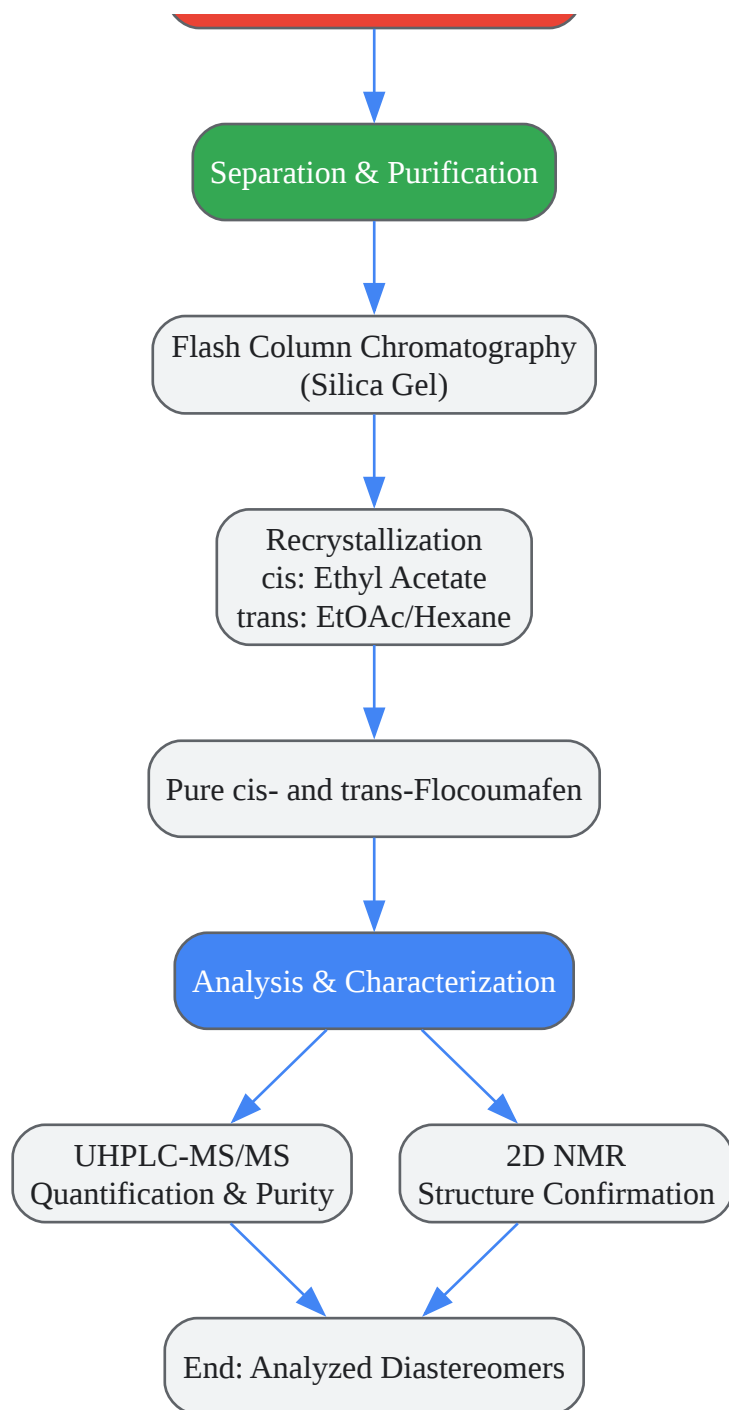 Separation & Purification
Flash Column Chromatography
(Silica Gel)
Recrystallization
cis: Ethyl Acetate
trans: EtOAc/Hexane
Pure cis- and trans-Flocoumafen
Analysis & Characterization
UHPLC-MS/MS
Quantification & Purity
2D NMR
Structure Confirmation
End: Analyzed Diastereomers